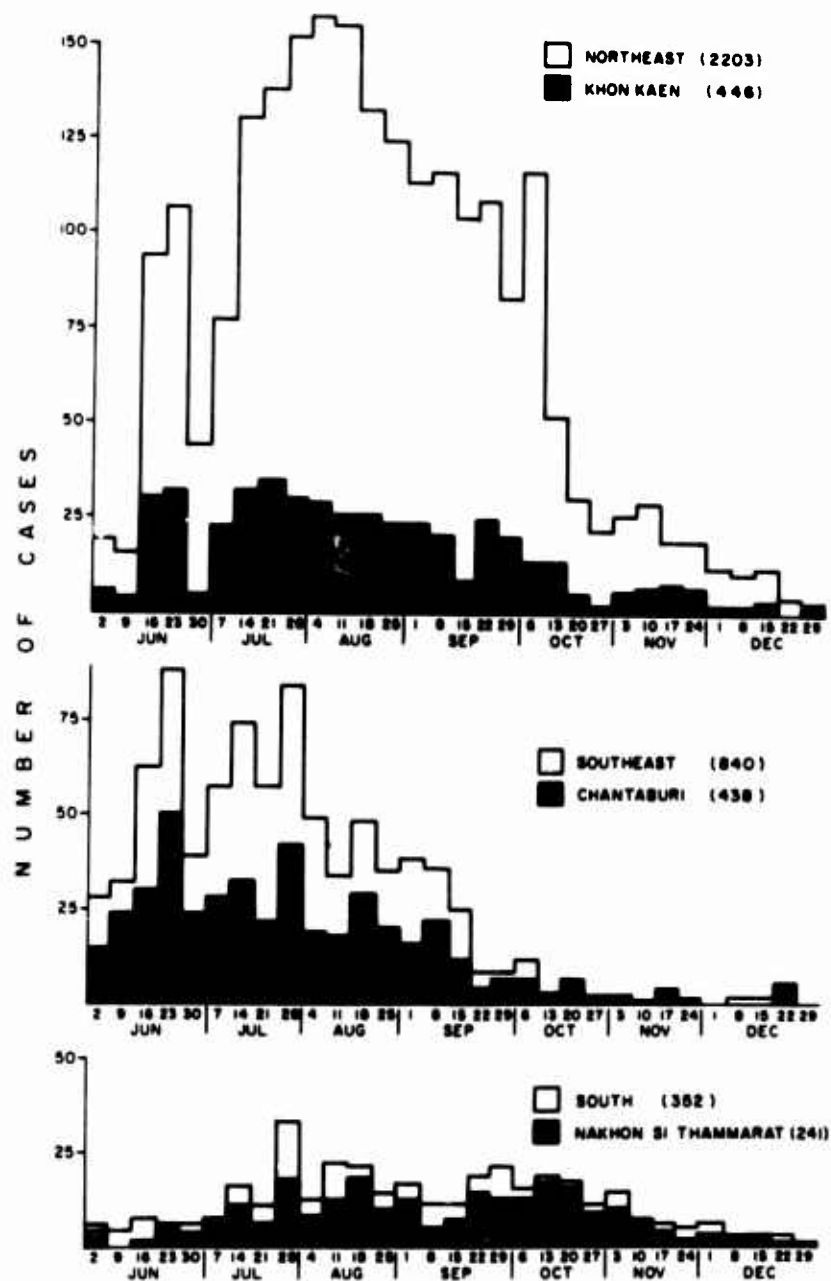 150
NORTHEAST (2203)
KHON KAEN (446)
125
100
75
50
25
2 9 16 23 30 7 14 21 28 4 11 18 25 1 8 15 22 29 6 13 20 27 3 10 17 24 1 8 15 22 29
JUN JUL AUG SEP OCT NOV DEC
NUMBER OF CASES
75
SOUTHEAST (840)
CHANTABURI (438)
50
25
2 9 16 23 30 7 14 21 28 4 11 18 25 1 8 15 22 29 6 13 20 27 3 10 17 24 1 8 15 22 29
JUN JUL AUG SEP OCT NOV DEC
50
SOUTH (362)
NAKHON SI THAMMARAT (241)
25
2 9 16 23 30 7 14 21 28 4 11 18 25 1 8 15 22 29 6 13 20 27 3 10 17 24 1 8 15 22 29
JUN JUL AUG SEP OCT NOV DEC